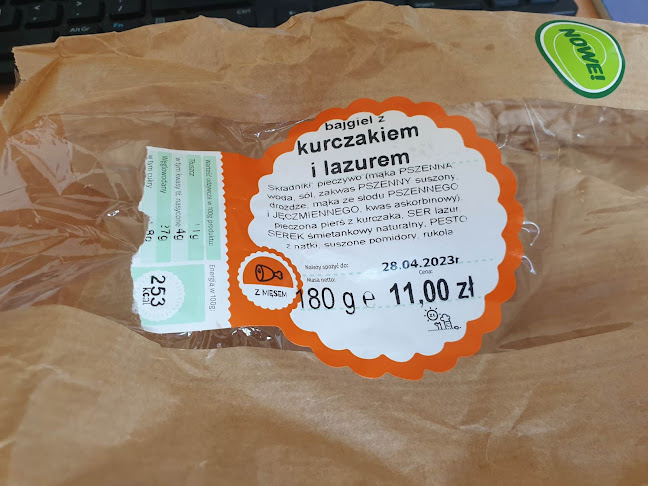 NOWE!
bajgiel z
kurczakiem
i lazurem
Składniki: pieczywo (mąka PSZENNA,
woda, sól, zakwas PSZENNY suszony,
drożdże, mąka ze słodu PSZENNEGO
i JĘCZMIENNEGO, kwas askorbinowy),
pieczona pierś z kurczaka, SER lazur
SEREK śmietankowy naturalny, PESTO
z natki, suszone pomidory, rukola
Należy spożyć do:
28.04.2023r
Masa netto:
Cena:
180 g e 11,00 zł
Z MIĘSEM
Wartość odżywcza w 100g produktu:
Tłuszcz
w tym kwasy tł. nasycone
4g
Węglowodany
w tym cukry
Energia w 100g:
253
kcal